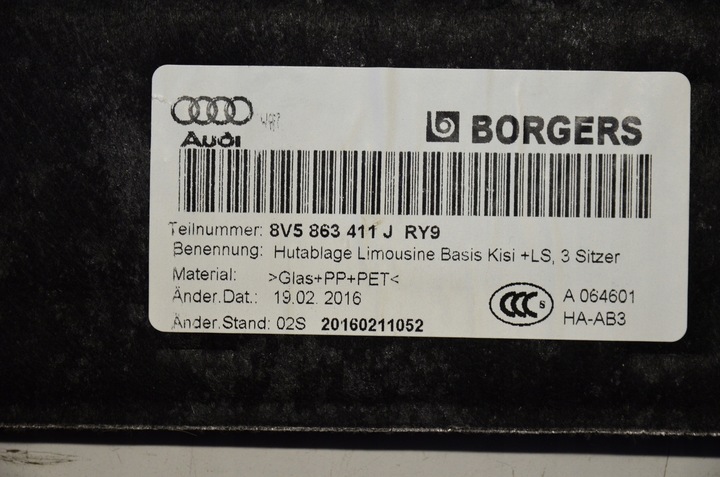 Audi
BORGERS
Teilnummer: 8V5 863 411 J RY9
Benennung: Hutablage Limousine Basis Kisi +LS, 3 Sitzer
Material: >Glas+PP+PET<
Änder.Dat.: 19.02.2016
CCC S A 064601
Änder.Stand: 02S 20160211052 HA-AB3